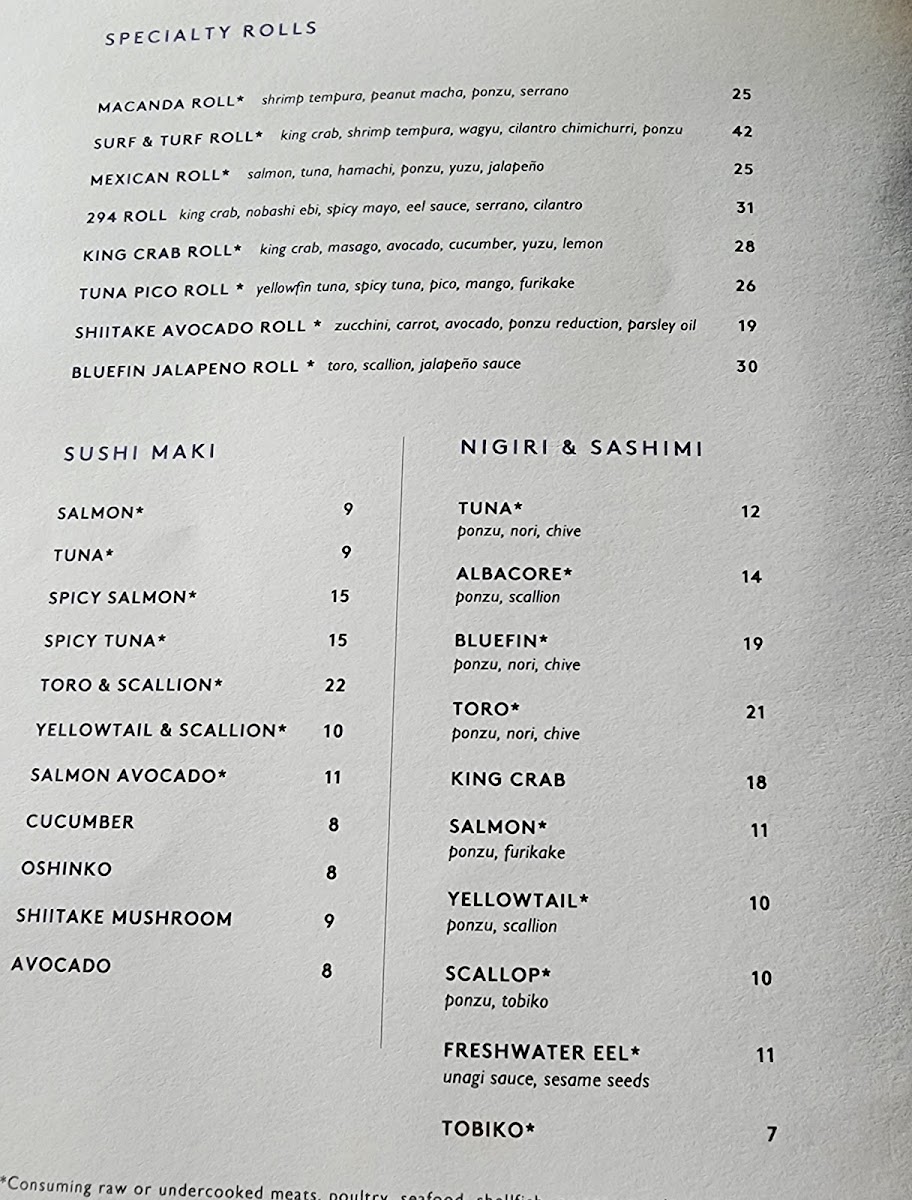 SPECIALTY ROLLS
MACANDA ROLL* shrimp tempura, peanut macha, ponzu, serrano 25
SURF & TURF ROLL* king crab, shrimp tempura, wagyu, cilantro chimichurri, ponzu 42
MEXICAN ROLL* salmon, tuna, hamachi, ponzu, yuzu, jalapeño 25
294 ROLL king crab, nobashi ebi, spicy mayo, eel sauce, serrano, cilantro 31
KING CRAB ROLL* king crab, masago, avocado, cucumber, yuzu, lemon 28
TUNA PICO ROLL * yellowfin tuna, spicy tuna, pico, mango, furikake 26
SHIITAKE AVOCADO ROLL * zucchini, carrot, avocado, ponzu reduction, parsley oil 19
BLUEFIN JALAPENO ROLL * toro, scallion, jalapeño sauce 30
SUSHI MAKI
SALMON* 9
TUNA* 9
SPICY SALMON* 15
SPICY TUNA* 15
TORO & SCALLION* 22
YELLOWTAIL & SCALLION* 10
SALMON AVOCADO* 11
CUCUMBER 8
OSHINKO 8
SHIITAKE MUSHROOM 9
AVOCADO 8
NIGIRI & SASHIMI
TUNA* 12
ponzu, nori, chive
ALBACORE* 14
ponzu, scallion
BLUEFIN* 19
ponzu, nori, chive
TORO* 21
ponzu, nori, chive
KING CRAB 18
SALMON* 11
ponzu, furikake
YELLOWTAIL* 10
ponzu, scallion
SCALLOP* 10
ponzu, tobiko
FRESHWATER EEL* 11
unagi sauce, sesame seeds
TOBIKO* 7
*Consuming raw or undercooked meats, poultry, seafood,